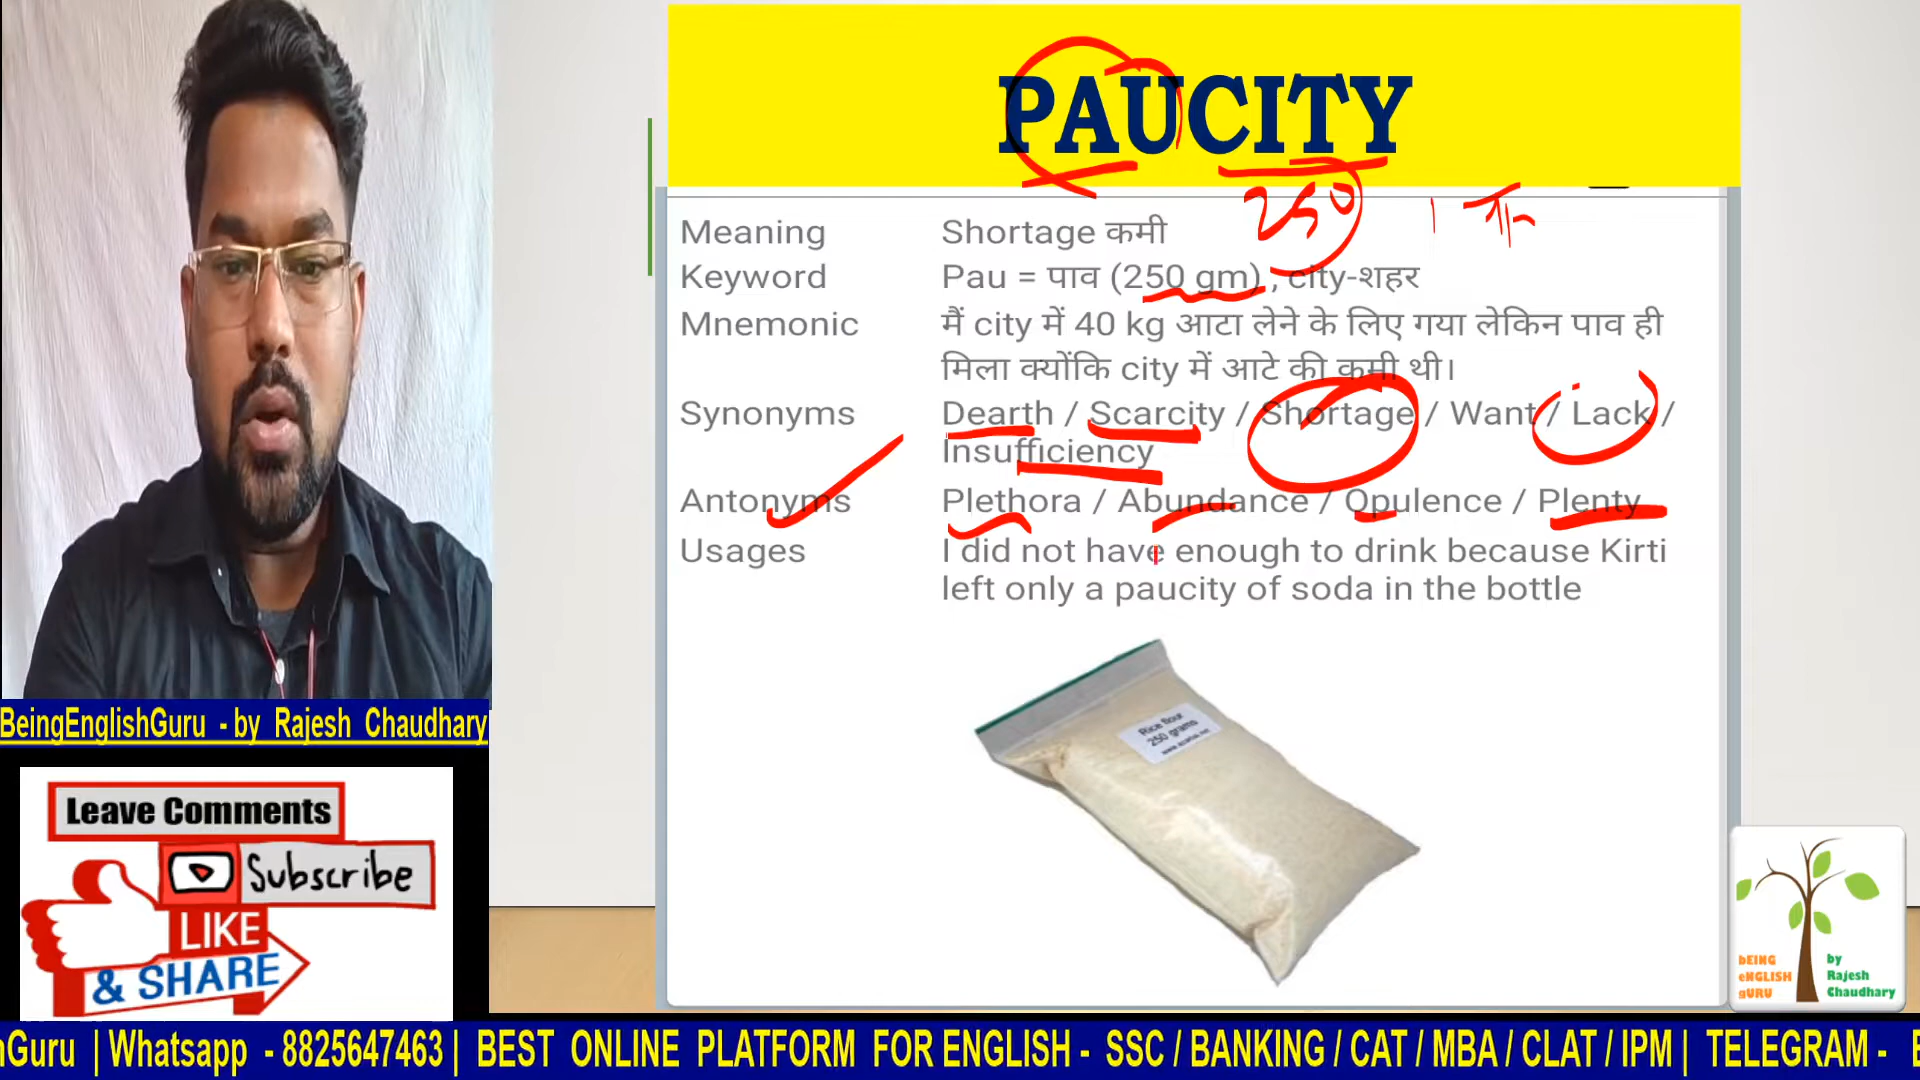 PAUCITY
250
Meaning Shortage कमी
Keyword Pau = पाव (250 gm) , city-शहर
Mnemonic मैं city में 40 kg आटा लेने के लिए गया लेकिन पाव ही
मिला क्योंकि city में आटे की कमी थी।
Synonyms Dearth / Scarcity / Shortage / Want / Lack /
Insufficiency
Antonyms Plethora / Abundance / Opulence / Plenty
Usages I did not have enough to drink because Kirti
left only a paucity of soda in the bottle
Rice flour
250 grams
BeingEnglishGuru - by Rajesh Chaudhary
Leave Comments
Subscribe
LIKE
& SHARE
bEING
eNGLISH
gURU
by
Rajesh
Chaudhary
Guru | Whatsapp - 8825647463 | BEST ONLINE PLATFORM FOR ENGLISH - SSC / BANKING / CAT / MBA / CLAT / IPM | TELEGRAM -